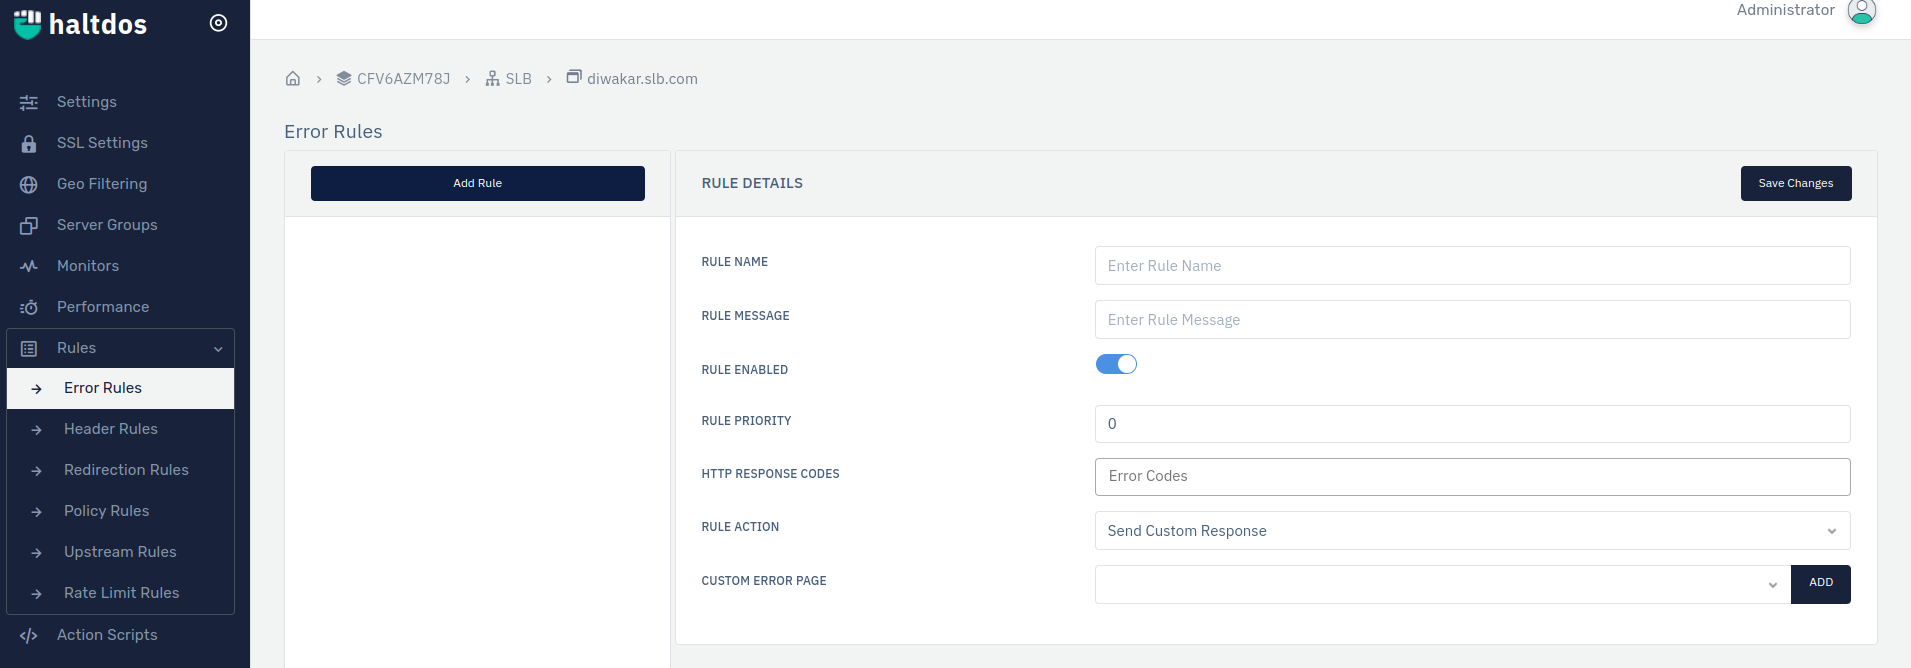 haltdos
Administrator
CFV6AZM78J
SLB
diwakar.slb.com
Settings
SSL Settings
Geo Filtering
Server Groups
Monitors
Performance
Rules
Error Rules
Header Rules
Redirection Rules
Policy Rules
Upstream Rules
Rate Limit Rules
Action Scripts
Error Rules
Add Rule
RULE DETAILS
Save Changes
RULE NAME
Enter Rule Name
RULE MESSAGE
Enter Rule Message
RULE ENABLED
RULE PRIORITY
0
HTTP RESPONSE CODES
Error Codes
RULE ACTION
Send Custom Response
CUSTOM ERROR PAGE
ADD